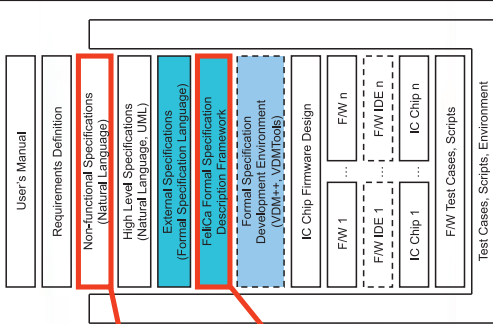 User's Manual
Requirements Definition
Non-functional Specifications
(Natural Language)
High Level Specifications
(Natural Language, UML)
External Specifications
(Formal Specification Language)
FeliCa Formal Specification
Description Framework
Formal Specification
Development Environment
(VDM++, VDMTools)
IC Chip Firmware Design
F/W 1
...
F/W n
F/W IDE 1
...
F/W IDE n
IC Chip 1
...
IC Chip n
F/W Test Cases, Scripts
Test Cases, Scripts, Environment